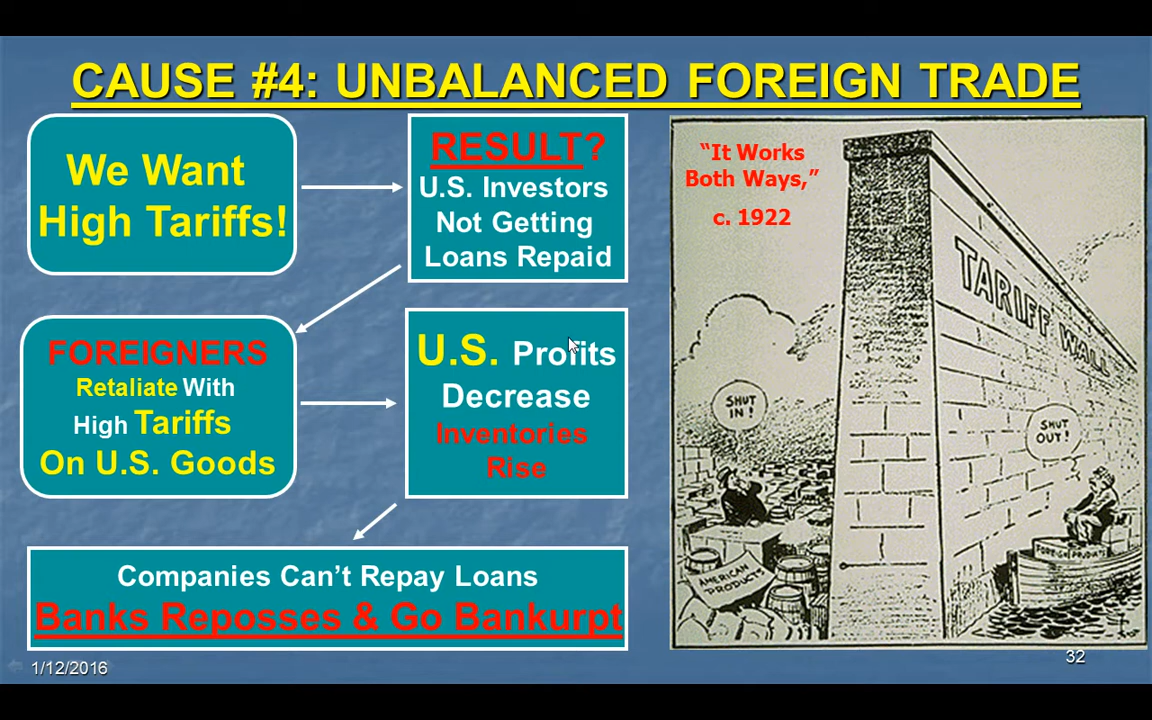 CAUSE #4: UNBALANCED FOREIGN TRADE
We Want
High Tariffs!
RESULT?
U.S. Investors
Not Getting
Loans Repaid
FOREIGNERS
Retaliate With
High Tariffs
On U.S. Goods
U.S. Profits
Decrease
Inventories
Rise
Companies Can’t Repay Loans
Banks Reposses & Go Bankurpt
“It Works
Both Ways,”
c. 1922
TARIFF WALL
SHUT
IN!
SHUT
OUT!
AMERICAN
PRODUCTS
FOREIGN PRODUCTS
1/12/2016
32